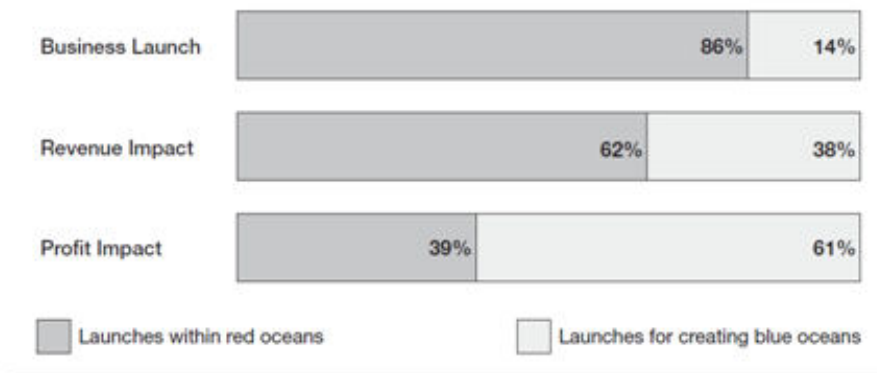 Business Launch 86% 14%
Revenue Impact 62% 38%
Profit Impact 39% 61%
Launches within red oceans Launches for creating blue oceans